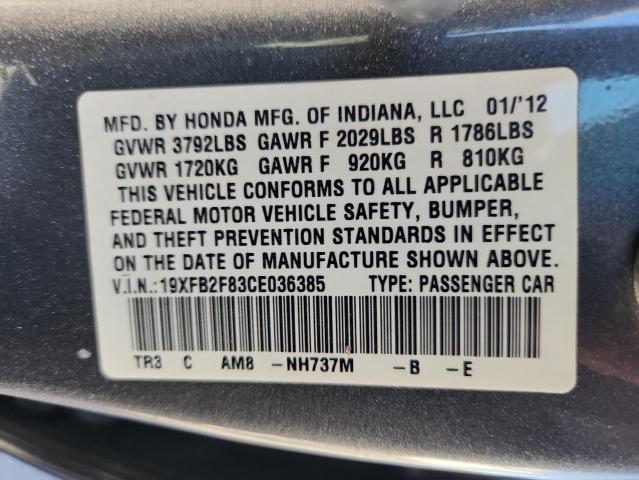 MFD. BY HONDA MFG. OF INDIANA, LLC 01/'12
GVWR 3792LBS GAWR F 2029LBS R 1786LBS
GVWR 1720KG GAWR F 920KG R 810KG
THIS VEHICLE CONFORMS TO ALL APPLICABLE
FEDERAL MOTOR VEHICLE SAFETY, BUMPER,
AND THEFT PREVENTION STANDARDS IN EFFECT
ON THE DATE OF MANUFACTURE SHOWN ABOVE.
V.I.N.:19XFB2F83CE036385 TYPE: PASSENGER CAR
TR3 C AM8 -NH737M -B -E